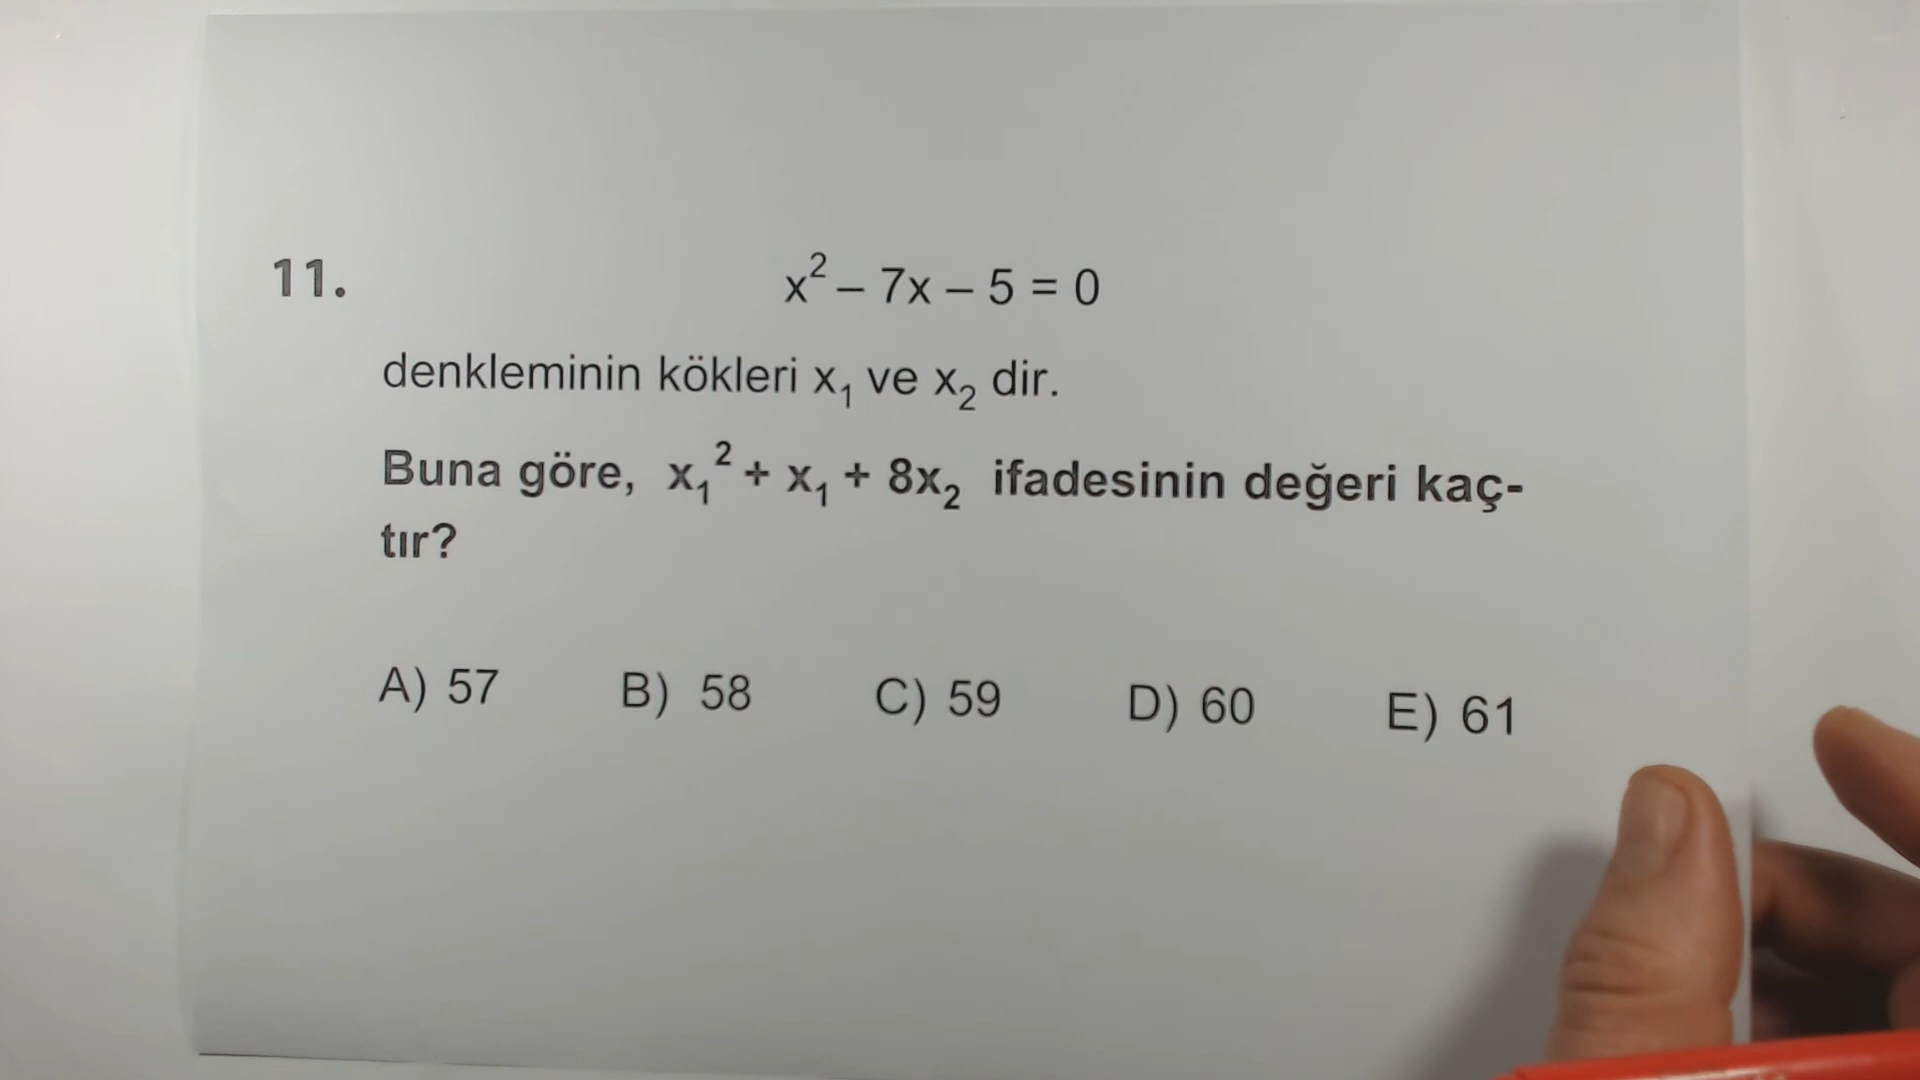 11. x² – 7x – 5 = 0
denkleminin kökleri x₁ ve x₂ dir.
Buna göre, x₁² + x₁ + 8x₂ ifadesinin değeri kaç-
tır?
A) 57 B) 58 C) 59 D) 60 E) 61